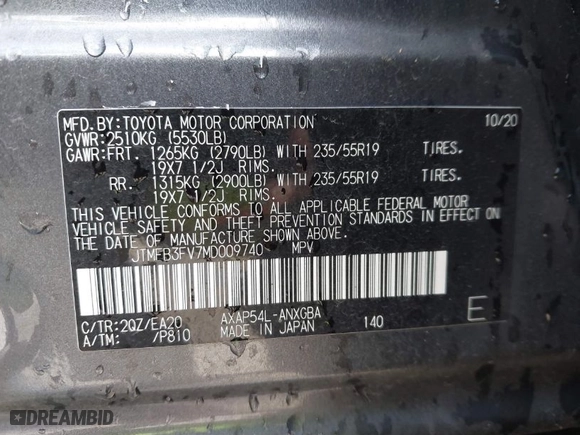 MFD.BY:TOYOTA MOTOR CORPORATION 10/20
GVWR:2510KG (5530LB)
GAWR:FRT. 1265KG (2790LB) WITH 235/55R19 TIRES.
19X7 1/2J RIMS.
RR. 1315KG (2900LB) WITH 235/55R19 TIRES.
19X7 1/2J RIMS.
THIS VEHICLE CONFORMS TO ALL APPLICABLE FEDERAL MOTOR
VEHICLE SAFETY AND THEFT PREVENTION STANDARDS IN EFFECT ON
THE DATE OF MANUFACTURE SHOWN ABOVE.
JTMFB3FV7MD009740 MPV
C/TR:2QZ/EA20 AXAP54L-ANXGBA 140 E
A/TM: /P810 MADE IN JAPAN
DREAMBID